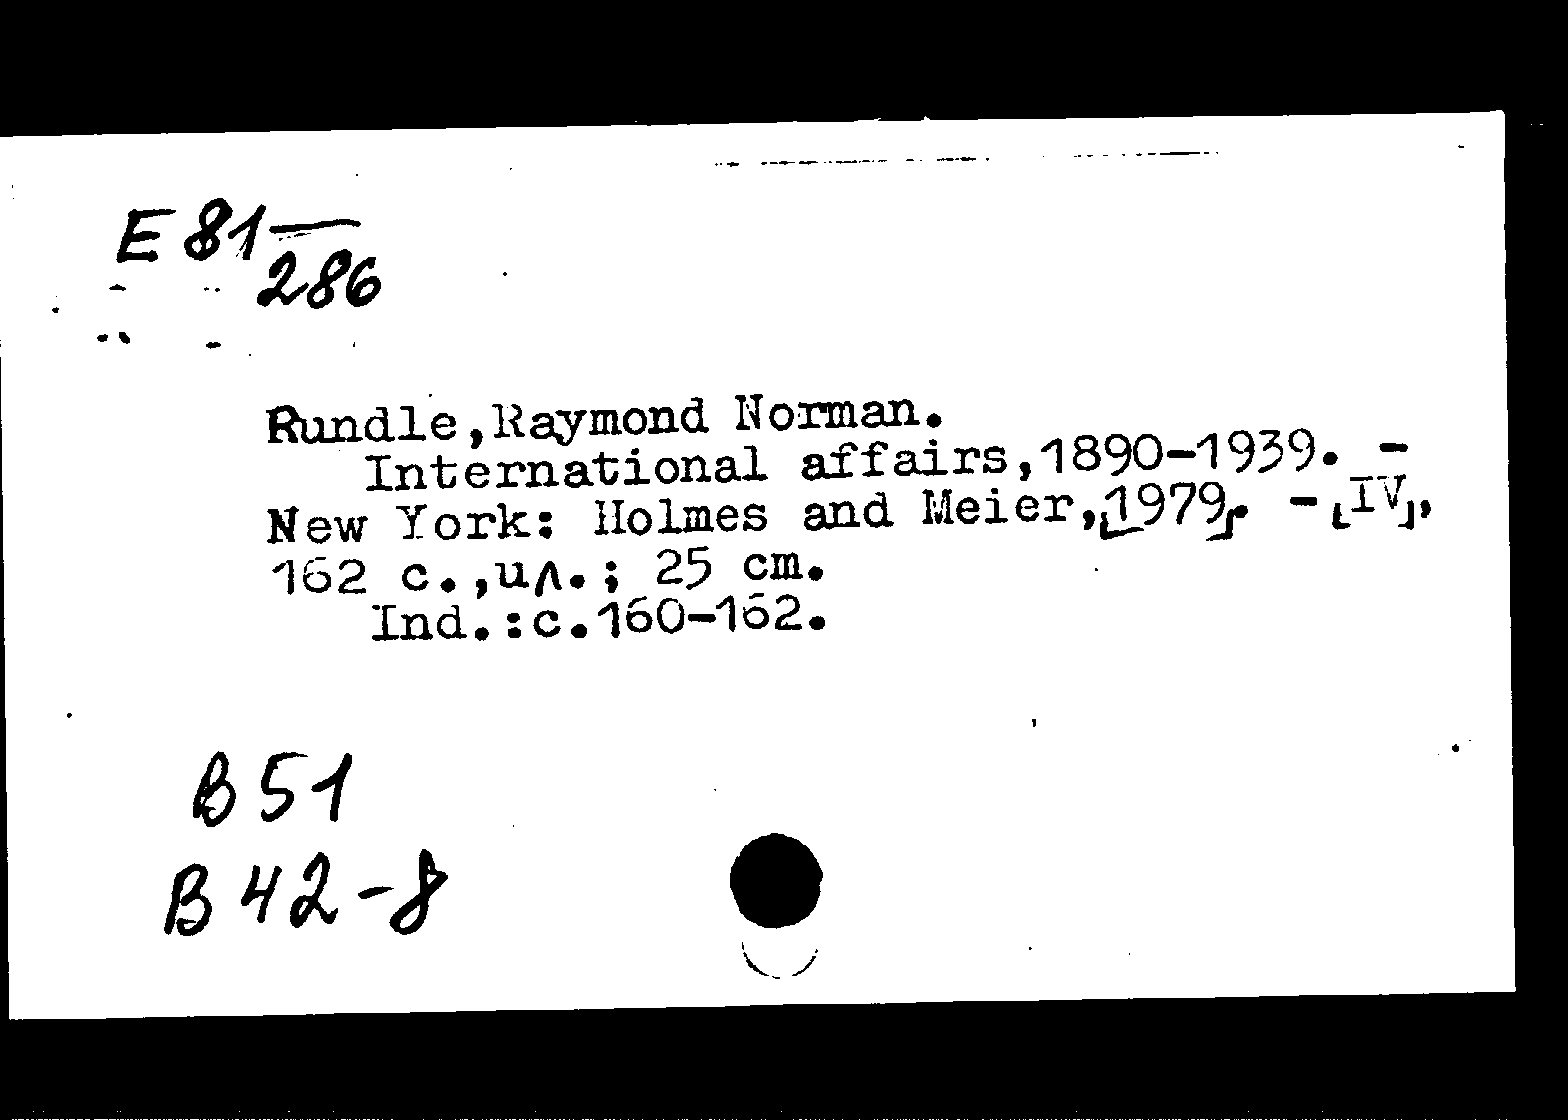 E 81
286
Rundle,Raymond Norman.
International affairs,1890-1939. -
New York: Holmes and Meier,[1979]. - [IV],
162 с.,ил.; 25 cm.
Ind.:с.160-162.
B 51
B 42-8